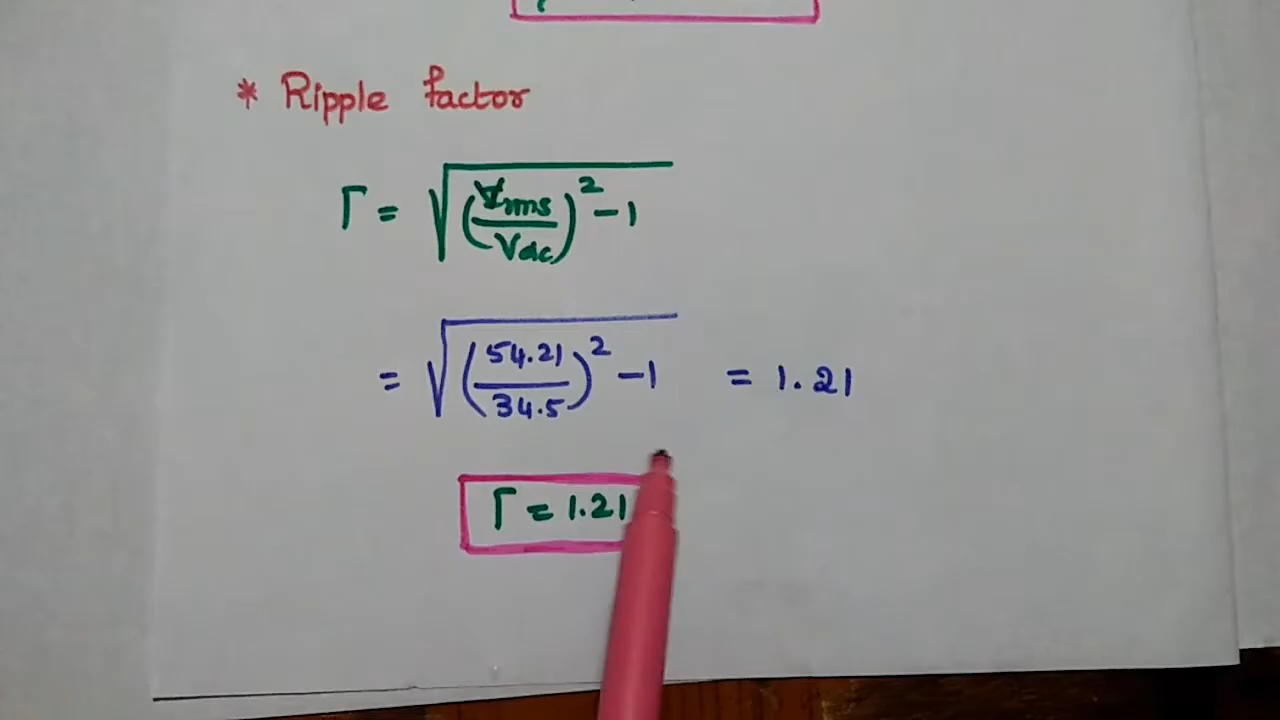 * Ripple factor
Γ = √((Vrms/Vdc)² - 1)
= √((54.21/34.5)² - 1) = 1.21
Γ = 1.21